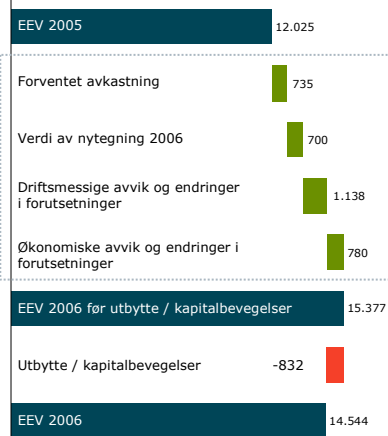 EEV 2005 12.025
Forventet avkastning 735
Verdi av nytegning 2006 700
Driftsmessige avvik og endringer
i forutsetninger 1.138
Økonomiske avvik og endringer i
forutsetninger 780
EEV 2006 før utbytte / kapitalbevegelser 15.377
Utbytte / kapitalbevegelser -832
EEV 2006 14.544